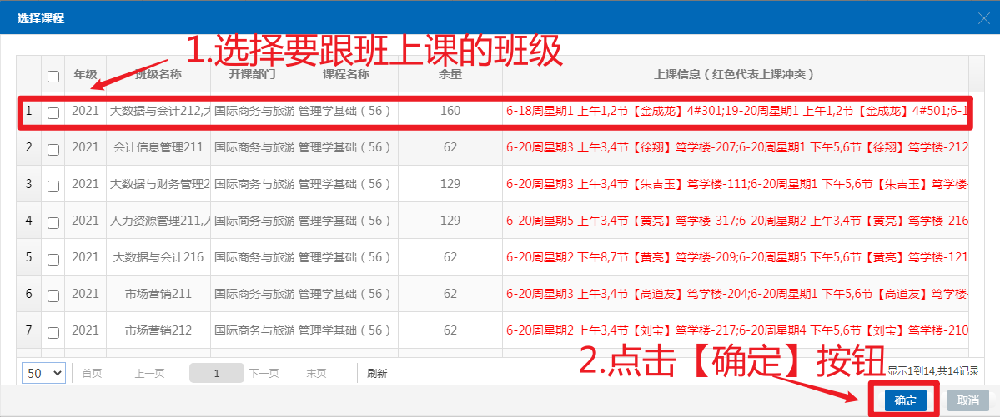 选择课程
1.选择要跟班上课的班级
年级 班级名称 开课部门 课程名称 余量 上课信息（红色代表上课冲突）
1 2021 大数据与会计212,大 国际商务与旅游 管理学基础（56） 160 6-18周星期1 上午1,2节【金成龙】4#301;19-20周星期1 上午1,2节【金成龙】4#501;6-1
2 2021 会计信息管理211 国际商务与旅游 管理学基础（56） 62 6-20周星期3 上午3,4节【徐翔】笃学楼-207;6-20周星期1 下午5,6节【徐翔】笃学楼-212
3 2021 大数据与财务管理2 国际商务与旅游 管理学基础（56） 129 6-20周星期3 上午3,4节【朱吉玉】笃学楼-111;6-20周星期1 下午5,6节【朱吉玉】笃学楼-
4 2021 人力资源管理211,人 国际商务与旅游 管理学基础（56） 129 6-20周星期5 上午3,4节【黄亮】笃学楼-317;6-20周星期2 上午3,4节【黄亮】笃学楼-216
5 2021 大数据与会计216 国际商务与旅游 管理学基础（56） 62 6-20周星期2 下午8,7节【黄亮】笃学楼-209;6-20周星期5 下午5,6节【黄亮】笃学楼-121
6 2021 市场营销211 国际商务与旅游 管理学基础（56） 62 6-20周星期3 上午3,4节【高道友】笃学楼-204;6-20周星期1 下午5,6节【高道友】笃学楼-
7 2021 市场营销212 国际商务与旅游 管理学基础（56） 62 6-20周星期2 上午3,4节【刘宝】笃学楼-217;6-20周星期4 下午5,6节【刘宝】笃学楼-210
2.点击【确定】按钮
50 首页 上一页 1 下一页 末页 刷新 显示1到14,共14记录
确定 取消